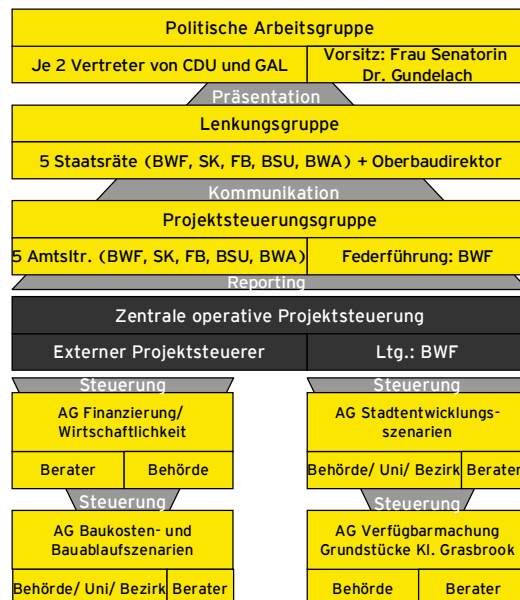 Politische Arbeitsgruppe
Je 2 Vertreter von CDU und GAL
Vorsitz: Frau Senatorin
Dr. Gundelach
Präsentation
Lenkungsgruppe
5 Staatsräte (BWF, SK, FB, BSU, BWA) + Oberbaudirektor
Kommunikation
Projektsteuerungsgruppe
5 Amtsltr. (BWF, SK, FB, BSU, BWA)
Federführung: BWF
Reporting
Zentrale operative Projektsteuerung
Externer Projektsteuerer
Ltg.: BWF
Steuerung
AG Finanzierung/
Wirtschaftlichkeit
Berater
Behörde
Steuerung
AG Baukosten- und
Bauablaufszenarien
Behörde/ Uni/ Bezirk
Berater
Steuerung
AG Stadtentwicklungs-
szenarien
Behörde/ Uni/ Bezirk
Berater
Steuerung
AG Verfügbarmachung
Grundstücke Kl. Grasbrook
Behörde
Berater